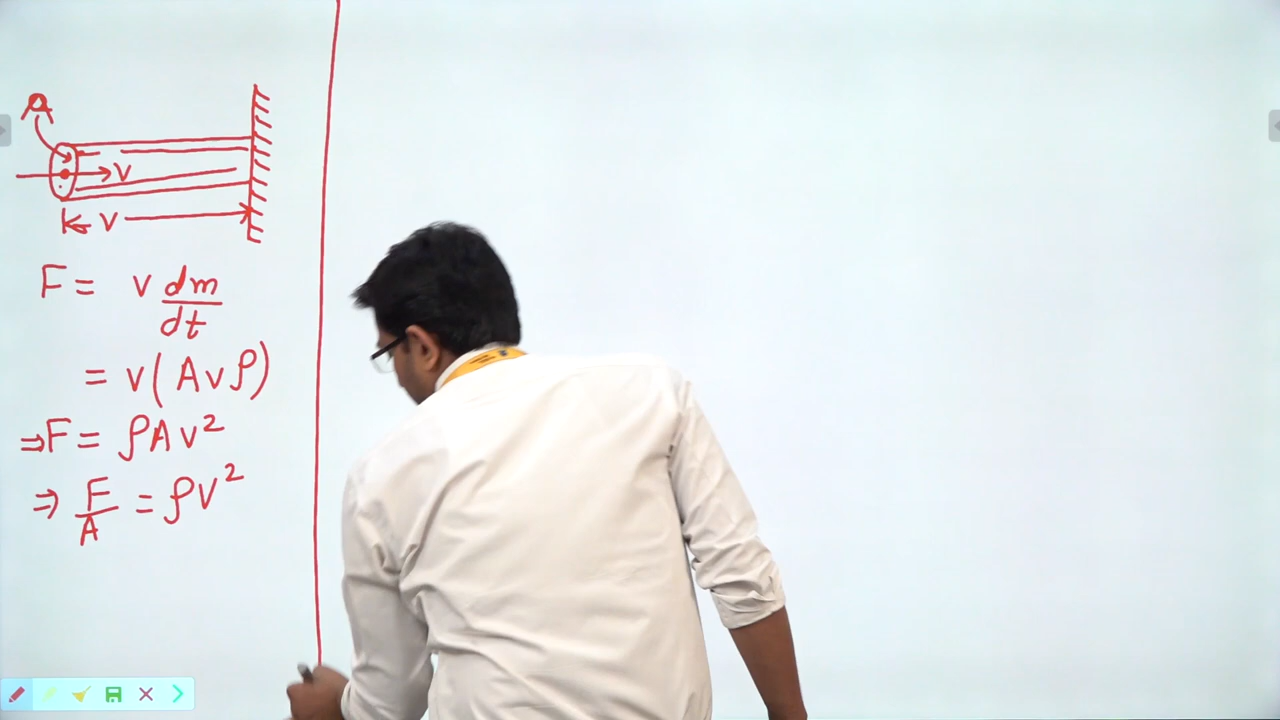 A
v
v
F = v dm/dt
= v(Avρ)
⇒F = ρAv²
⇒ F/A = ρv²